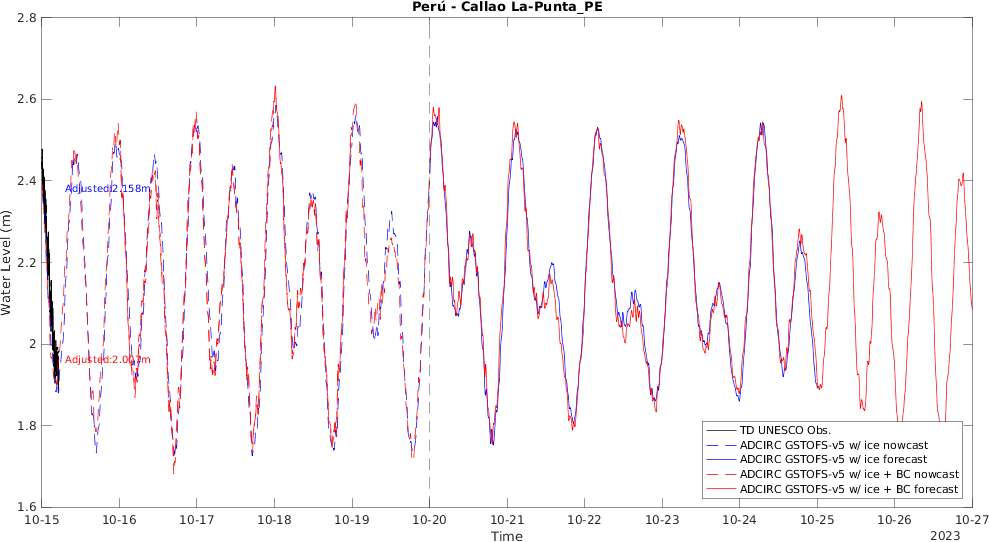 Perú - Callao La-Punta_PE
Water Level (m)
2.8
2.6
2.4
2.2
2
1.8
1.6
Adjusted:2.158m
Adjusted:2.007m
TD UNESCO Obs.
ADCIRC GSTOFS-v5 w/ ice nowcast
ADCIRC GSTOFS-v5 w/ ice forecast
ADCIRC GSTOFS-v5 w/ ice + BC nowcast
ADCIRC GSTOFS-v5 w/ ice + BC forecast
10-15 10-16 10-17 10-18 10-19 10-20 10-21 10-22 10-23 10-24 10-25 10-26 10-27
Time
2023